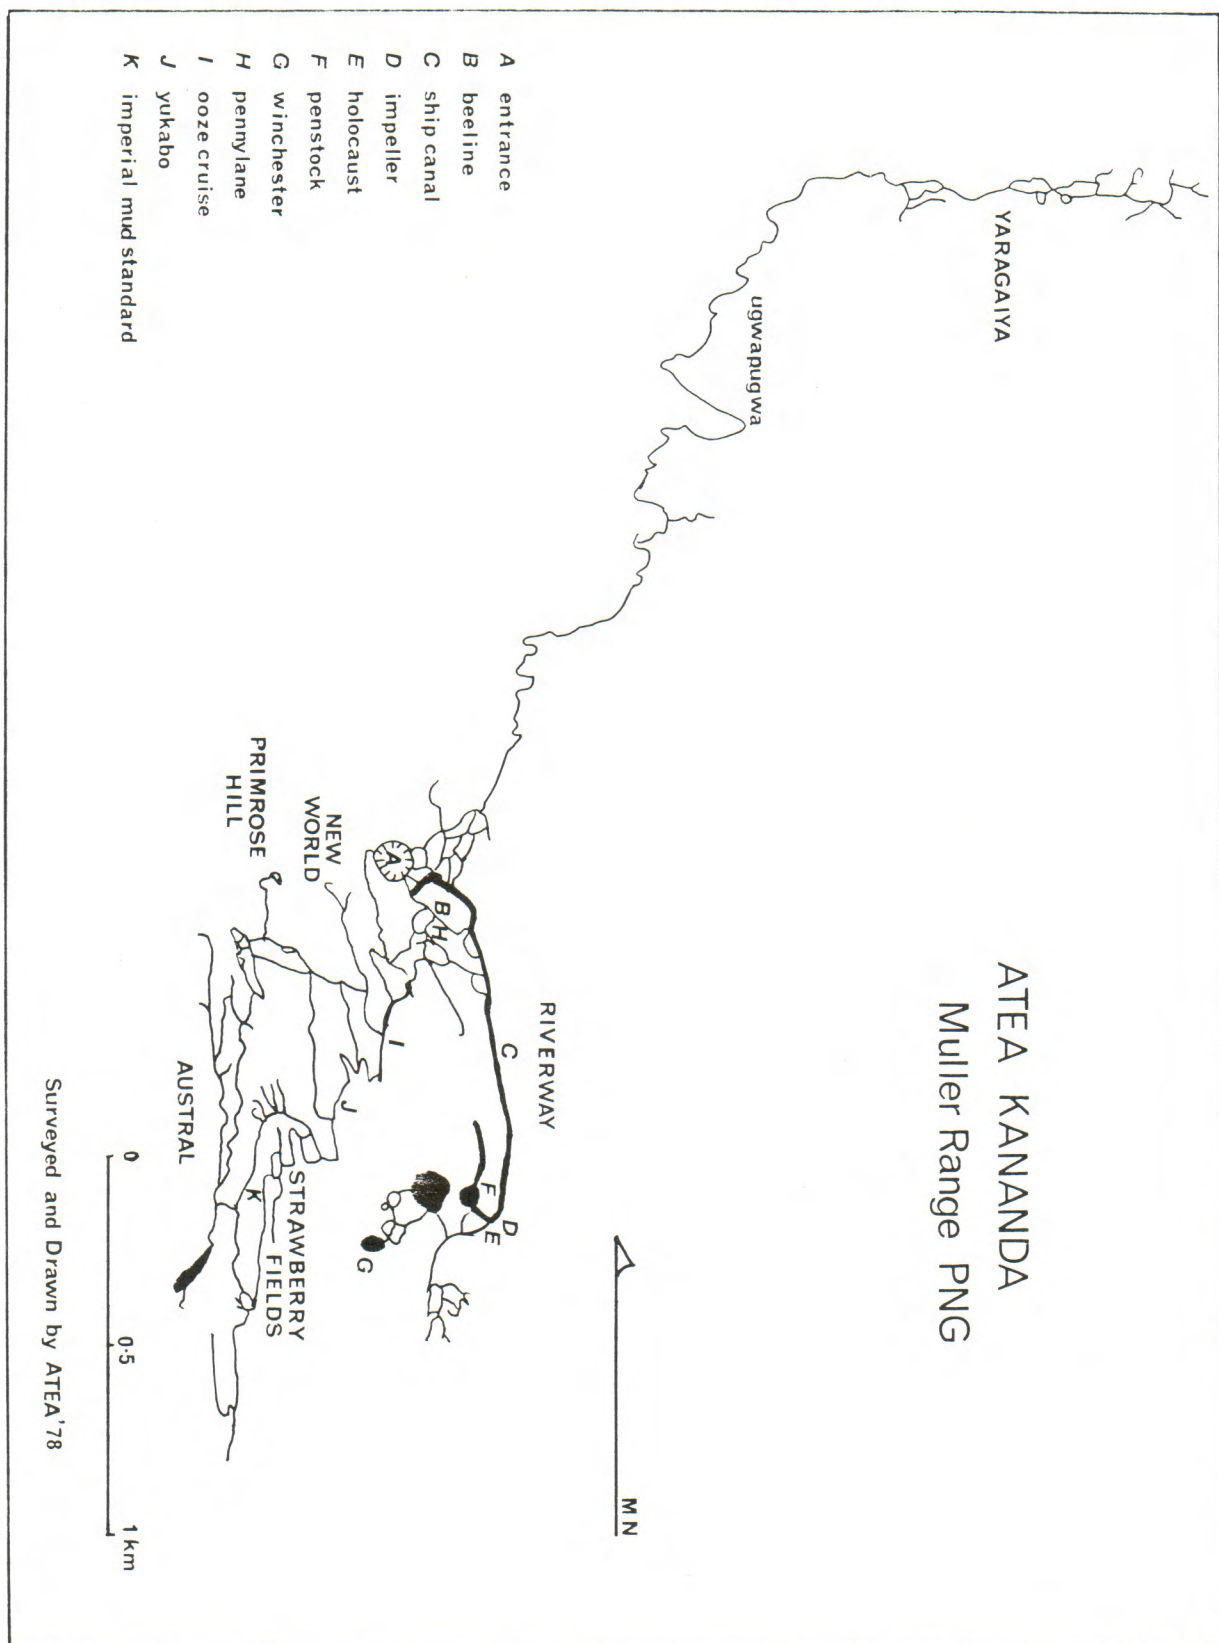 ATEA KANANDA
Muller Range PNG
YARAGAIYA
ugwapugwa
RIVERWAY
MN
A
B
C
D
E
F
G
H
I
J
K
NEW
WORLD
PRIMROSE
HILL
STRAWBERRY
FIELDS
AUSTRAL
A entrance
B beeline
C ship canal
D impeller
E holocaust
F penstock
G winchester
H pennylane
I ooze cruise
J yukabo
K imperial mud standard
0 0·5 1 km
Surveyed and Drawn by ATEA '78